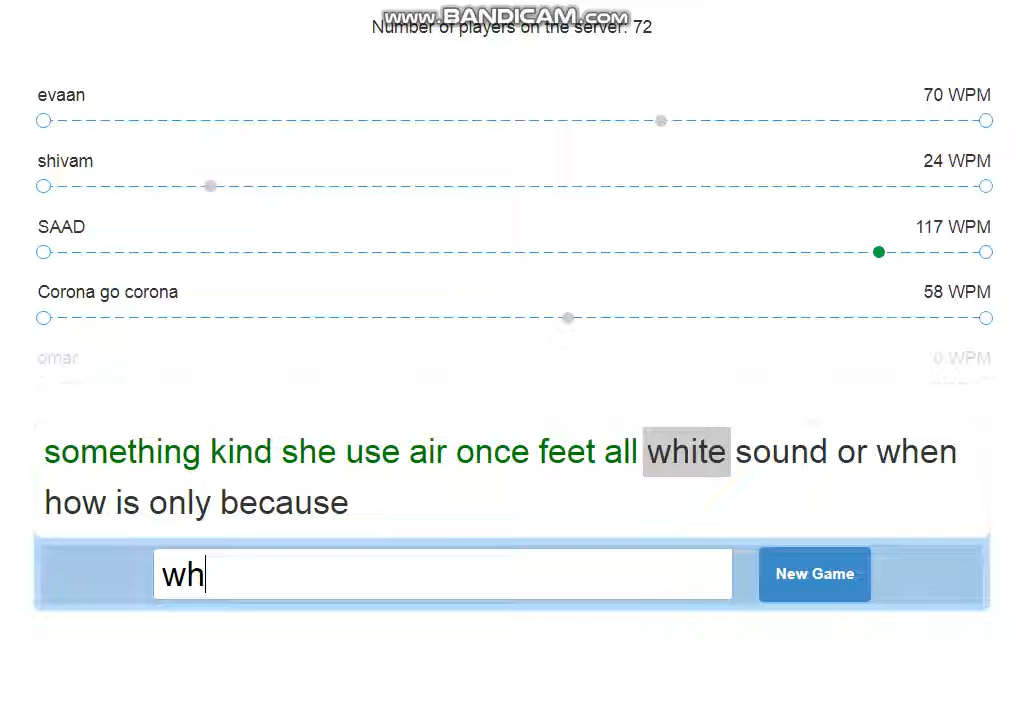 www.BANDICAM.com
Number of players on the server: 72
evaan 70 WPM
shivam 24 WPM
SAAD 117 WPM
Corona go corona 58 WPM
omar 0 WPM
something kind she use air once feet all white sound or when
how is only because
wh
New Game